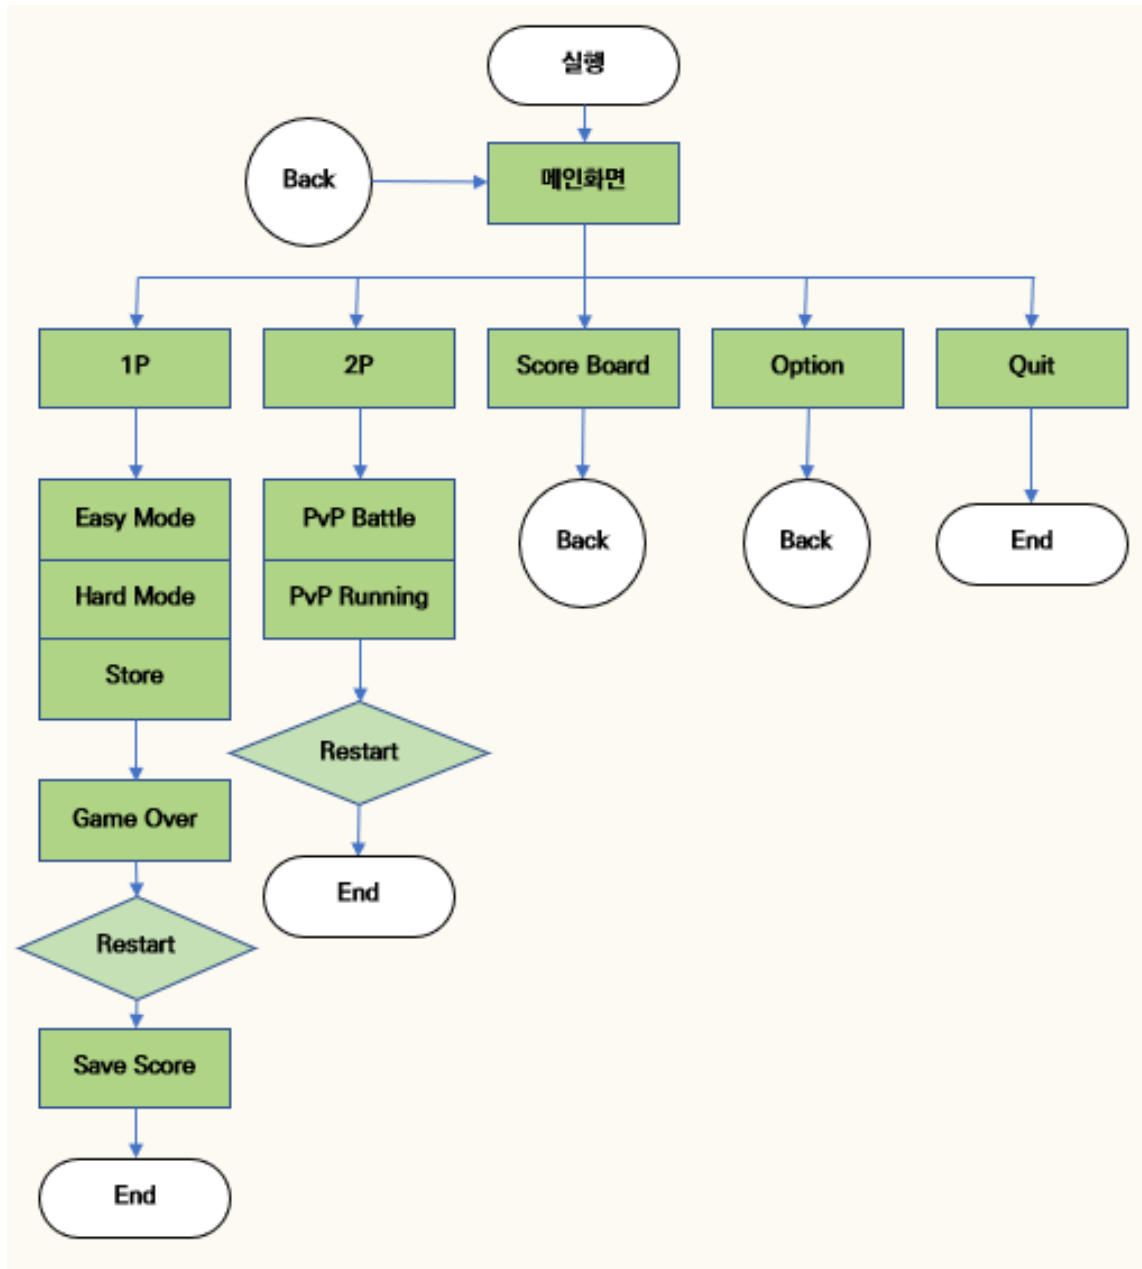 실행
Back
메인화면
1P
2P
Score Board
Option
Quit
Easy Mode
PvP Battle
Back
Back
End
Hard Mode
PvP Running
Store
Restart
Game Over
End
Restart
Save Score
End